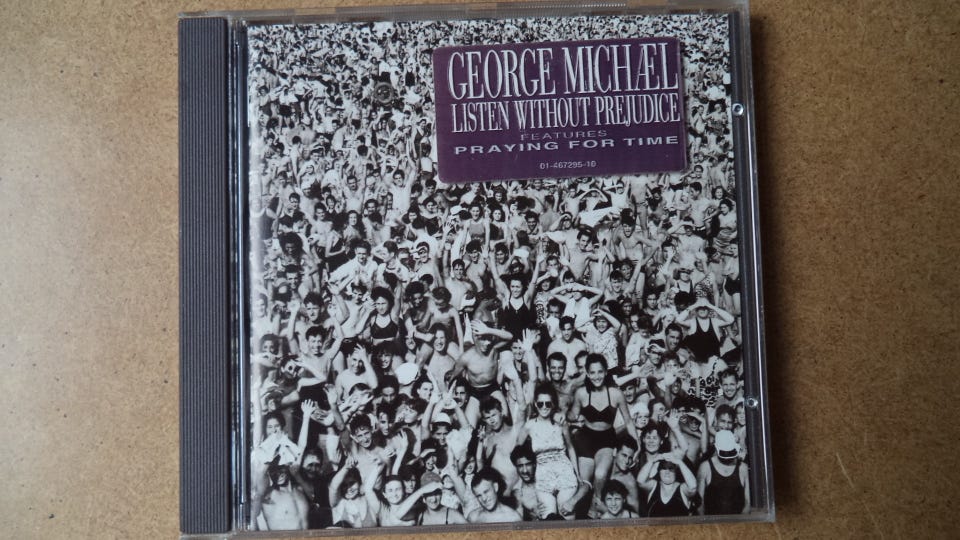 GEORGE MICHÆL
LISTEN WITHOUT PREJUDICE
FEATURES
PRAYING FOR TIME
01-467295-10